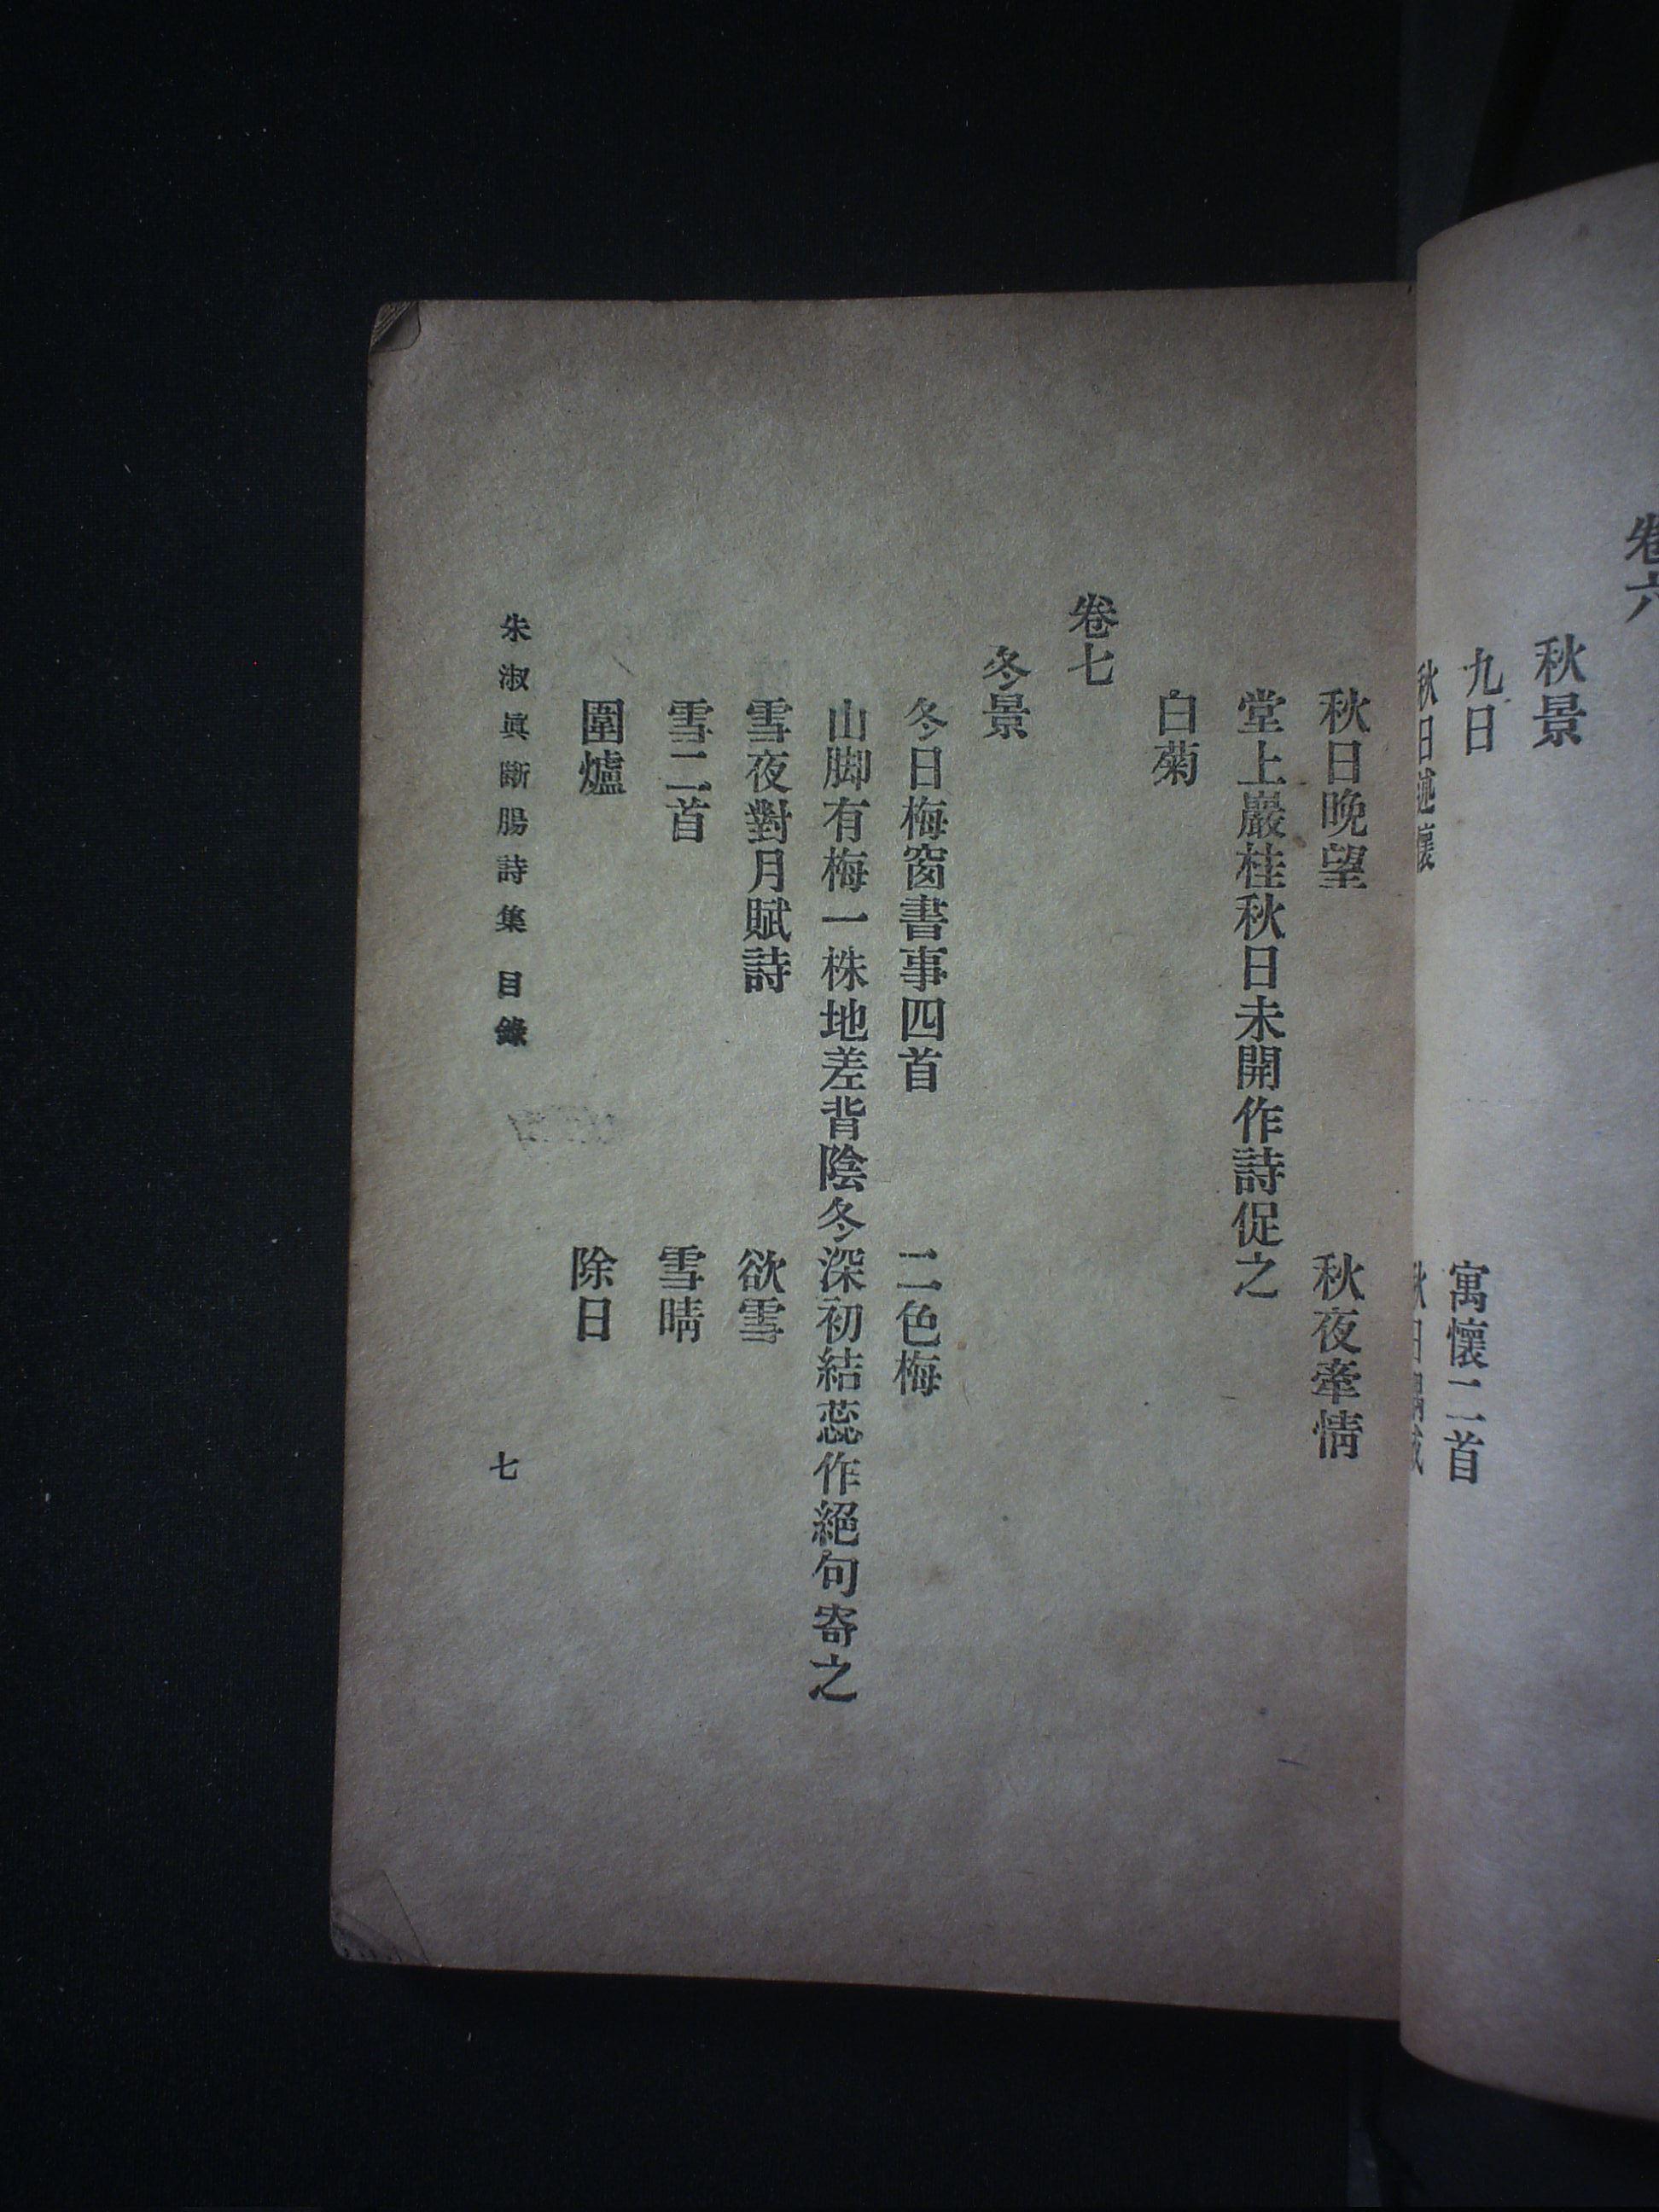 卷六
秋景
九日
寓懷二首
秋日述懷
秋日偶成
秋日晚望
秋夜牽情
堂上巖桂秋日未開作詩促之
白菊
卷七
冬景
冬日梅窗書事四首
二色梅
山脚有梅一株地差背陰冬深初結蕊作絕句寄之
雪夜對月賦詩
欲雪
雪二首
雪晴
圍爐
除日
朱淑眞斷腸詩集 目錄
七